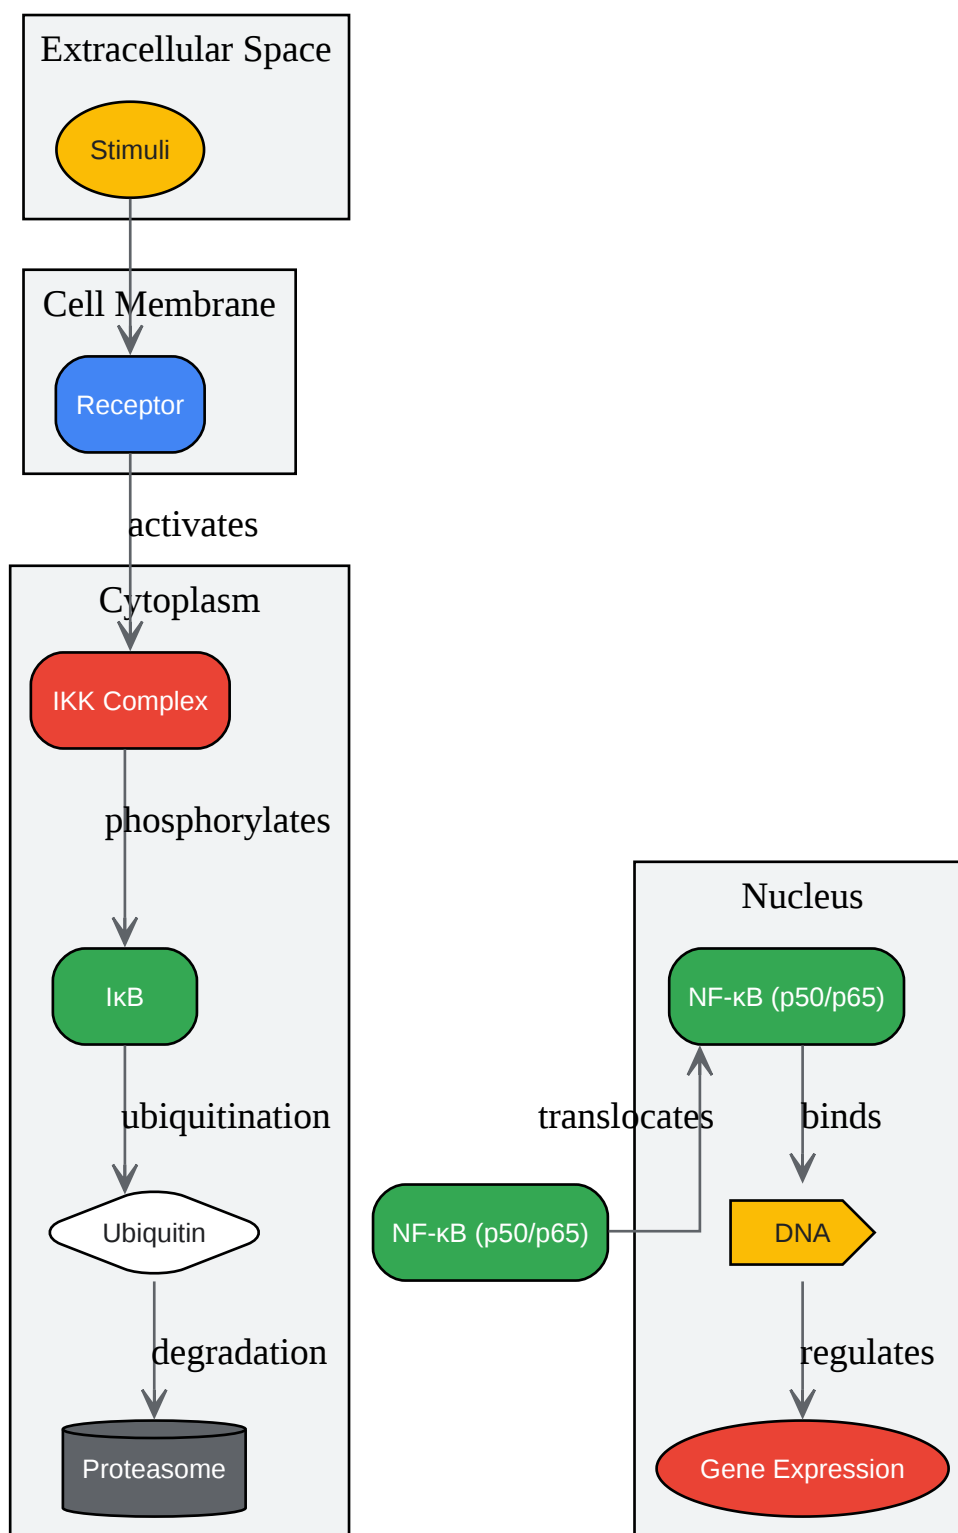 Extracellular Space
Stimuli
Cell Membrane
Receptor
activates
Cytoplasm
IKK Complex
phosphorylates
IκB
ubiquitination
Ubiquitin
degradation
Proteasome
NF-κB (p50/p65)
translocates
Nucleus
NF-κB (p50/p65)
binds
DNA
regulates
Gene Expression